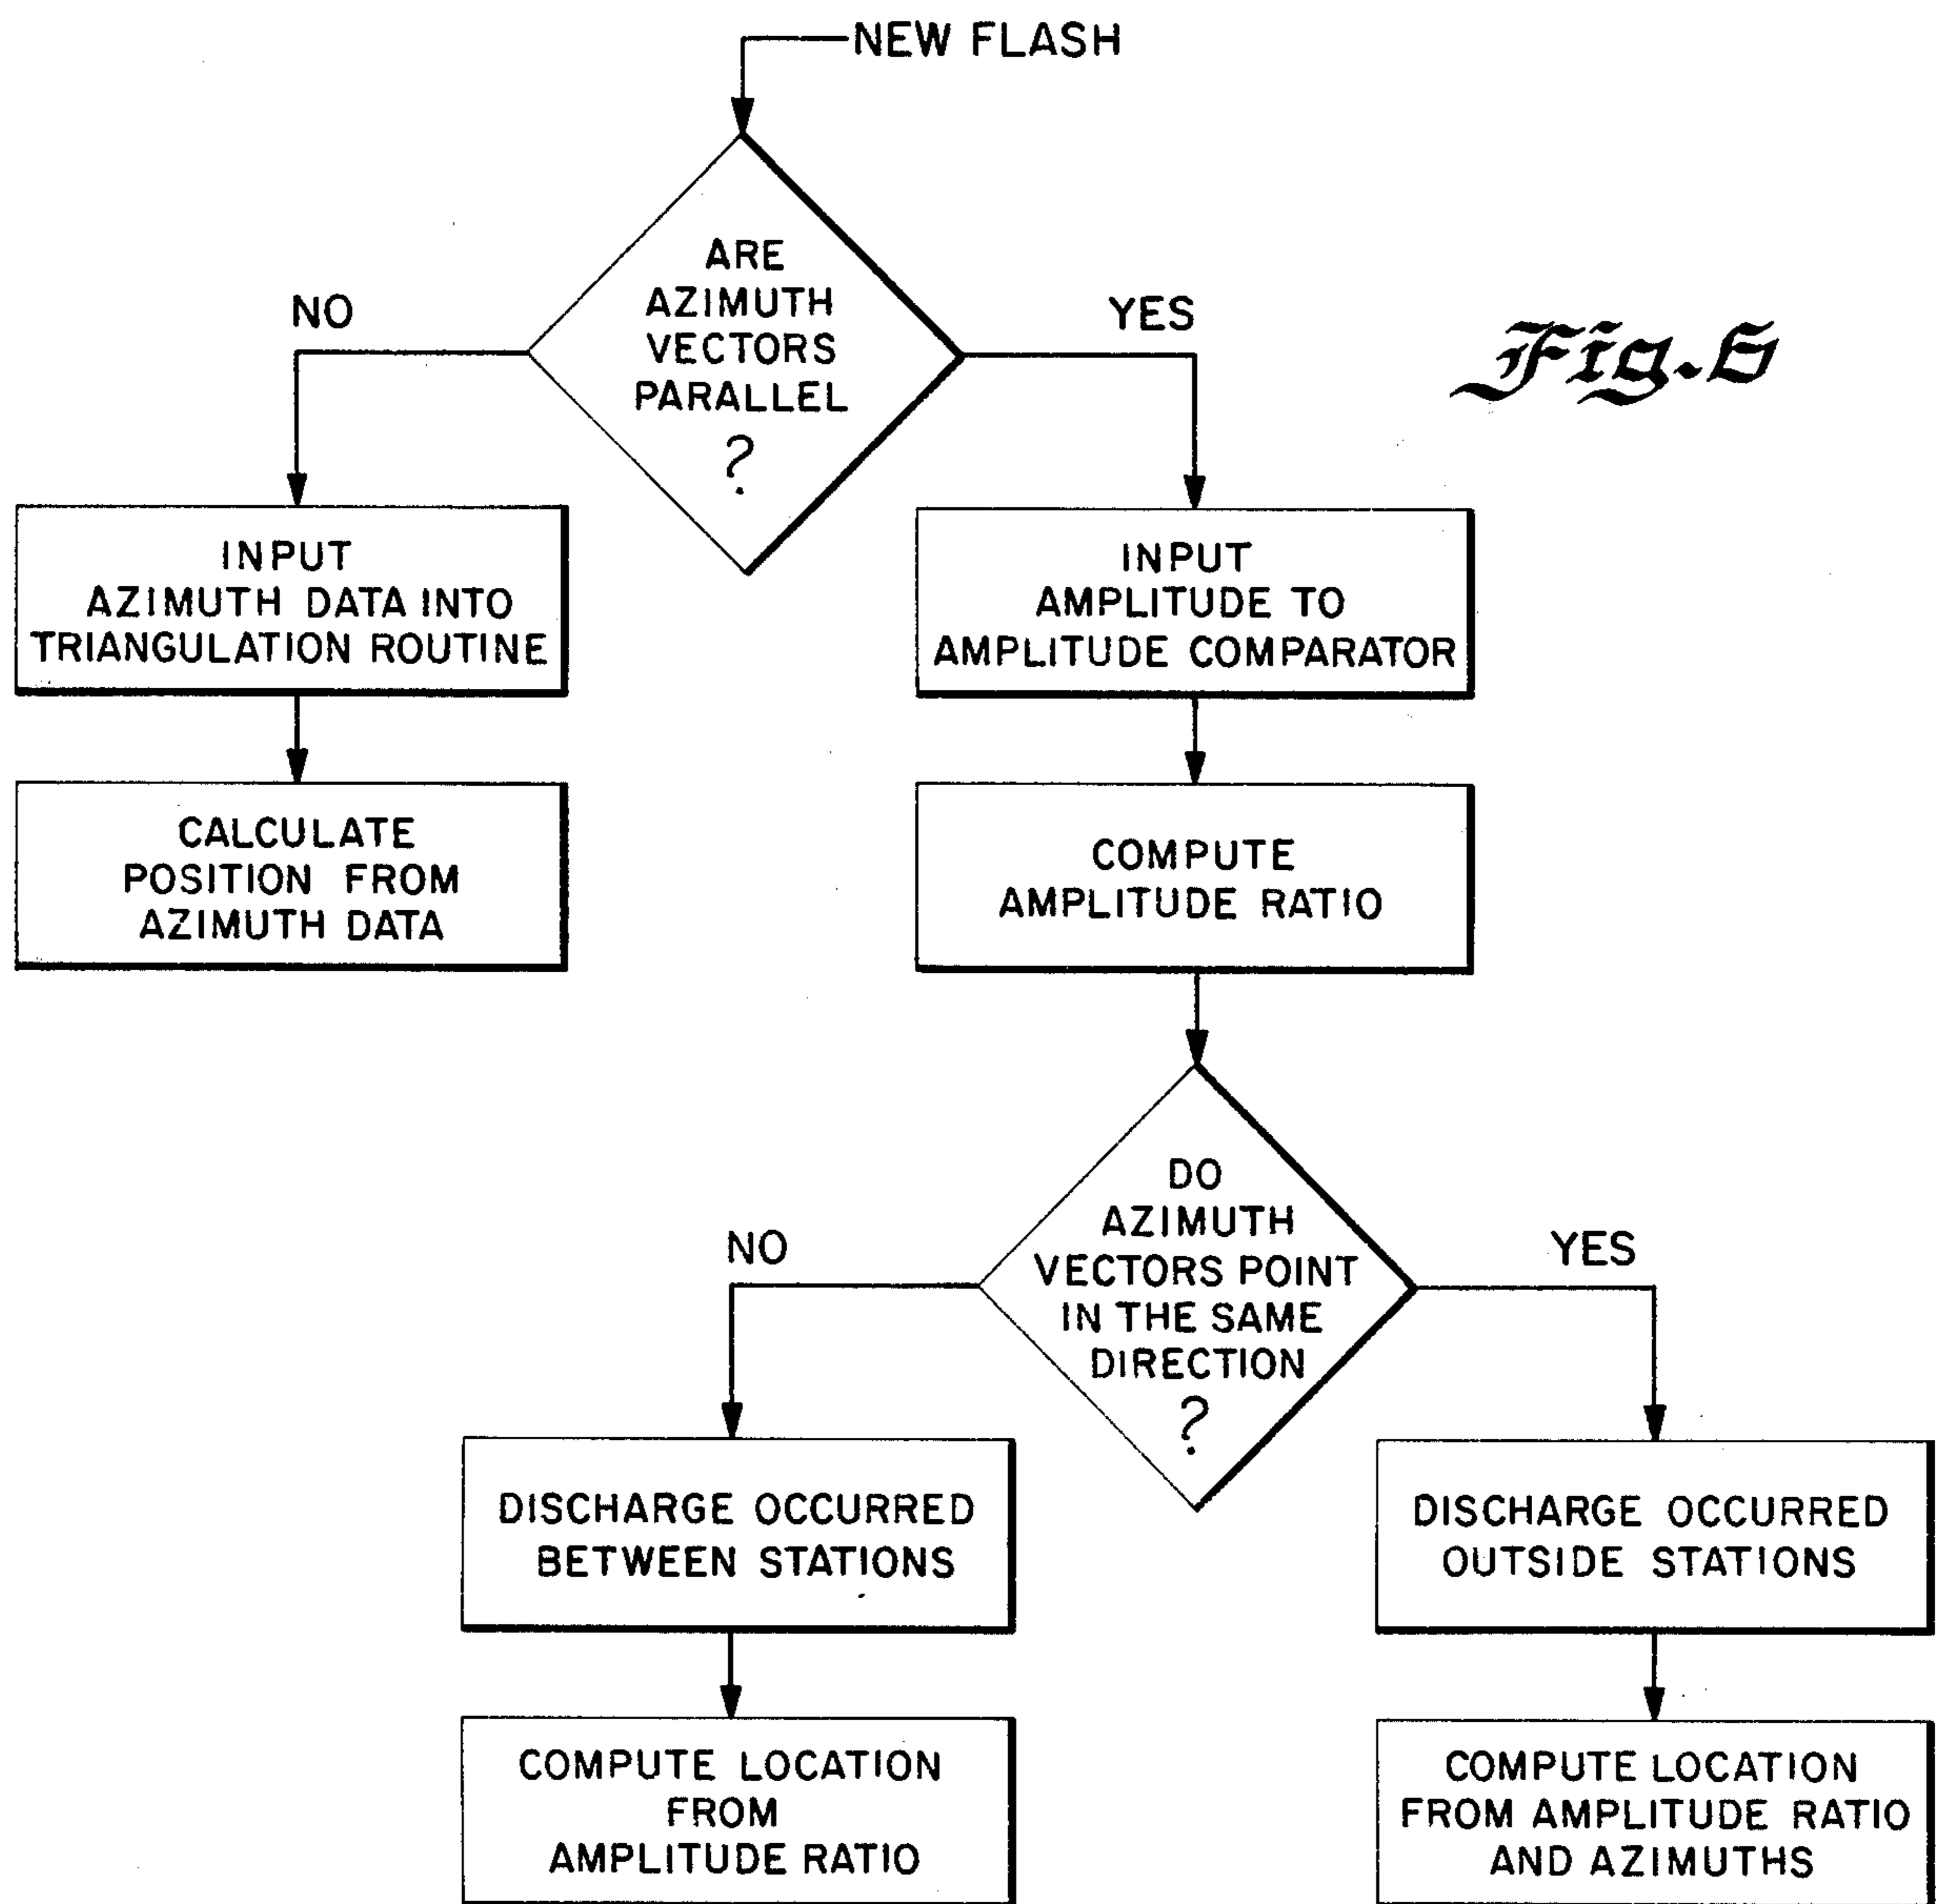 NEW FLASH
ARE
AZIMUTH
VECTORS
PARALLEL
?
NO
YES
Fig. 6
INPUT
AZIMUTH DATA INTO
TRIANGULATION ROUTINE
INPUT
AMPLITUDE TO
AMPLITUDE COMPARATOR
CALCULATE
POSITION FROM
AZIMUTH DATA
COMPUTE
AMPLITUDE RATIO
DO
AZIMUTH
VECTORS POINT
IN THE SAME
DIRECTION
?
NO
YES
DISCHARGE OCCURRED
BETWEEN STATIONS
DISCHARGE OCCURRED
OUTSIDE STATIONS
COMPUTE LOCATION
FROM
AMPLITUDE RATIO
COMPUTE LOCATION
FROM AMPLITUDE RATIO
AND AZIMUTHS